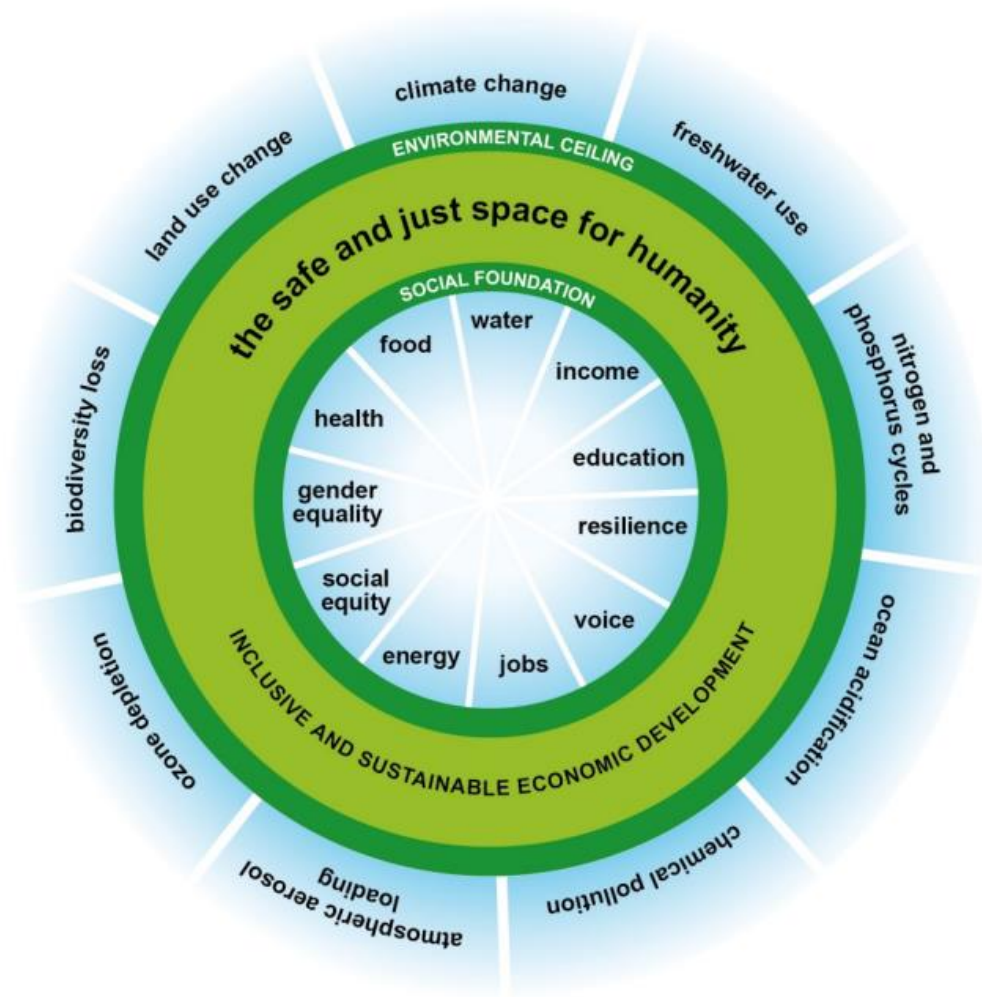 climate change
freshwater use
nitrogen and
phosphorus cycles
ocean acidification
chemical pollution
atmospheric aerosol
loading
ozone depletion
biodiversity loss
land use change
ENVIRONMENTAL CEILING
the safe and just space for humanity
SOCIAL FOUNDATION
water
income
education
resilience
voice
jobs
energy
social
equity
gender
equality
health
food
INCLUSIVE AND SUSTAINABLE ECONOMIC DEVELOPMENT